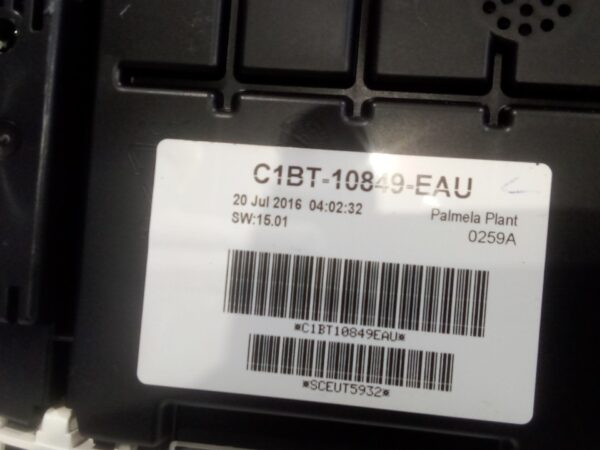 C1BT-10849-EAU
20 Jul 2016 04:02:32
SW:15.01
Palmela Plant
0259A
*C1BT10849EAU*
*SCEUT5932*